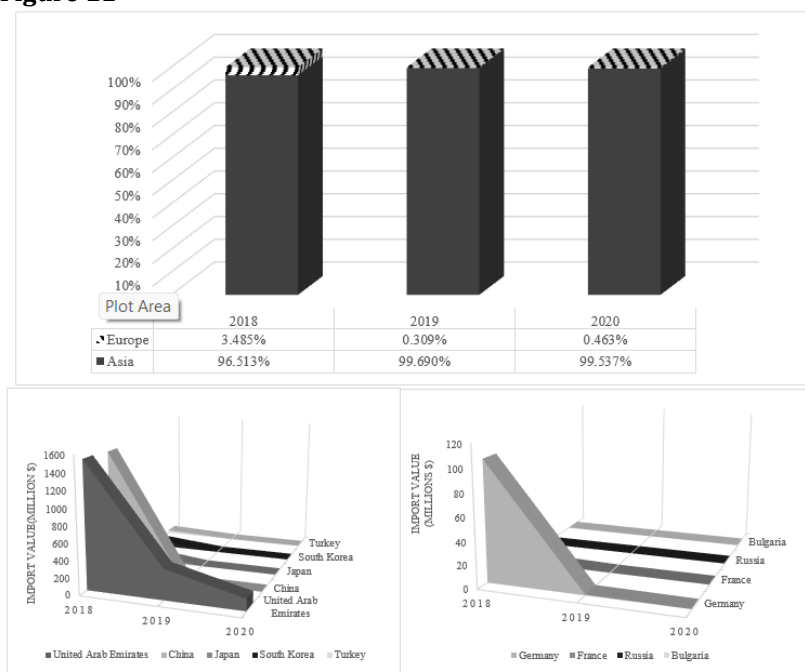 100%
90%
80%
70%
60%
50%
40%
30%
20%
10%
Plot Area
2018 2019 2020
Europe 3.485% 0.309% 0.463%
Asia 96.513% 99.690% 99.537%
IMPORT VALUE(MILLION $)
1600
1400
1200
1000
800
600
400
200
0
2018
2019
2020
Turkey
South Korea
Japan
China
United Arab
Emirates
United Arab Emirates China Japan South Korea Turkey
IMPORT VALUE
(MILLIONS $)
120
100
80
60
40
20
0
2018
2019
2020
Bulgaria
Russia
France
Germany
Germany France Russia Bulgaria